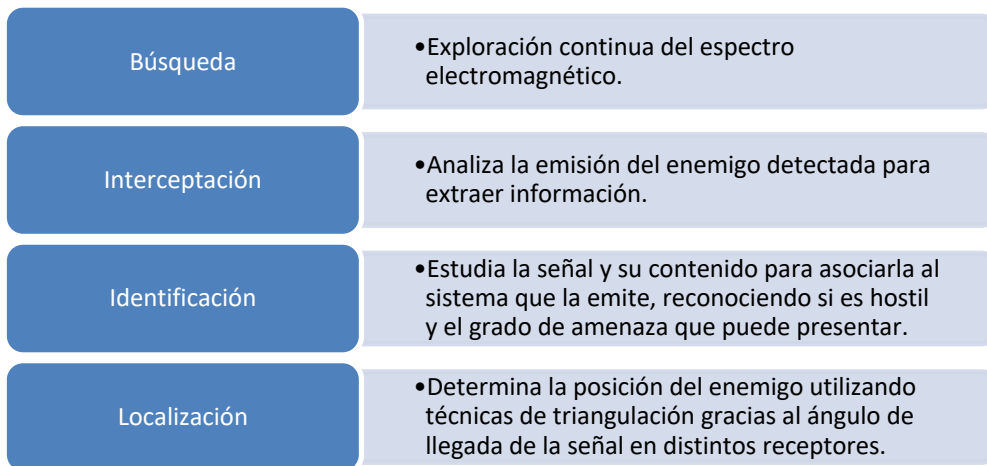 Búsqueda
•Exploración continua del espectro
electromagnético.
Interceptación
•Analiza la emisión del enemigo detectada para
extraer información.
Identificación
•Estudia la señal y su contenido para asociarla al
sistema que la emite, reconociendo si es hostil
y el grado de amenaza que puede presentar.
Localización
•Determina la posición del enemigo utilizando
técnicas de triangulación gracias al ángulo de
llegada de la señal en distintos receptores.